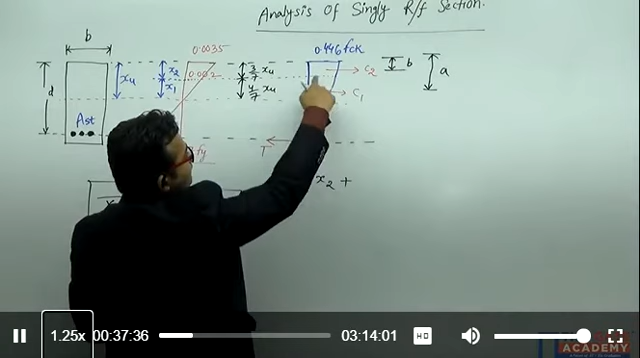 Analysis Of Singly R/f Section.
b
0.0035
0.446fck
d
xu
x2
0.002
3/7 xu
C2
b
a
x1
4/7 xu
C1
Ast
fy
T
x2 +
1.25x 00:37:36 03:14:01 HD
ACADEMY